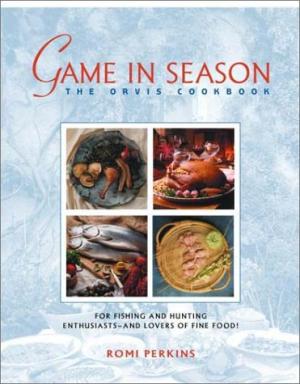 GAME IN SEASON
THE ORVIS COOKBOOK
FOR FISHING AND HUNTING
ENTHUSIASTS–AND LOVERS OF FINE FOOD!
ROMI PERKINS